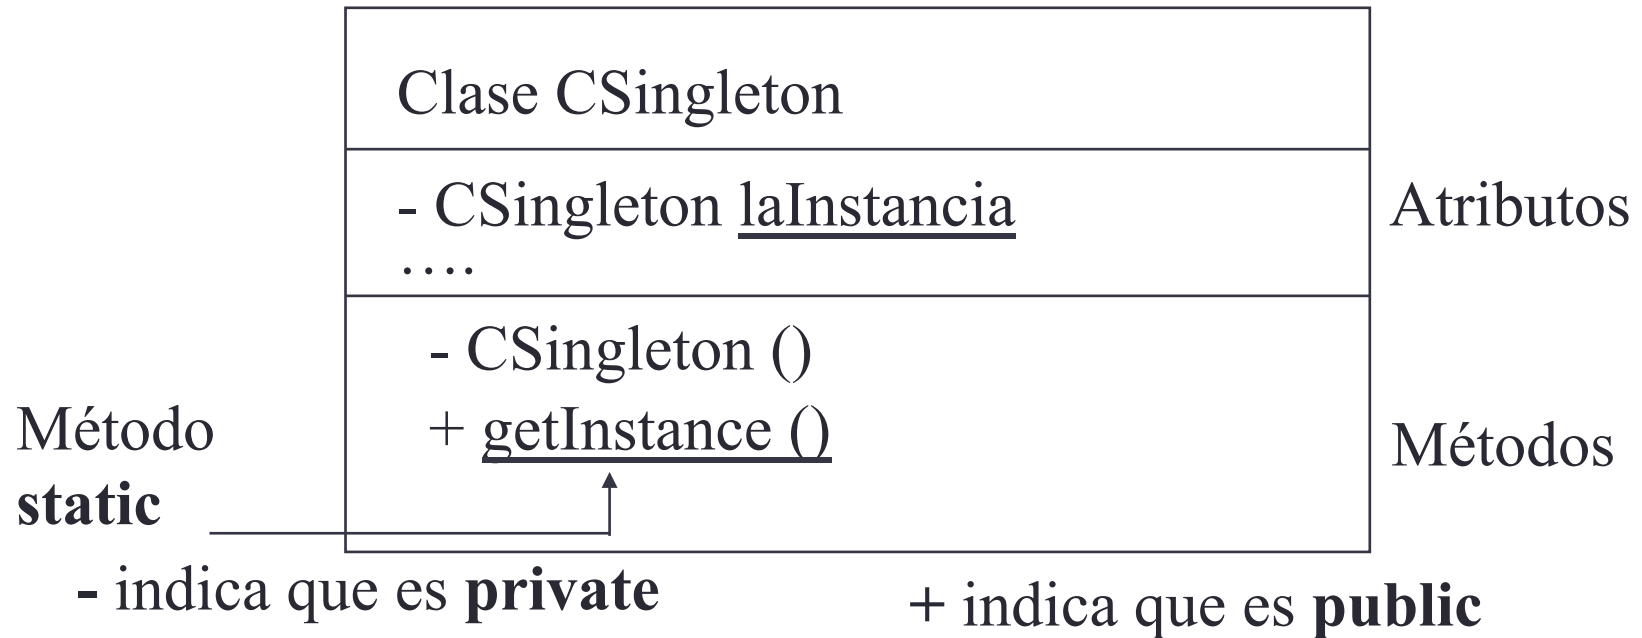 Clase CSingleton
- CSingleton laInstancia
....
Atributos
- CSingleton ()
+ getInstance ()
Métodos
Método
static
- indica que es private
+ indica que es public